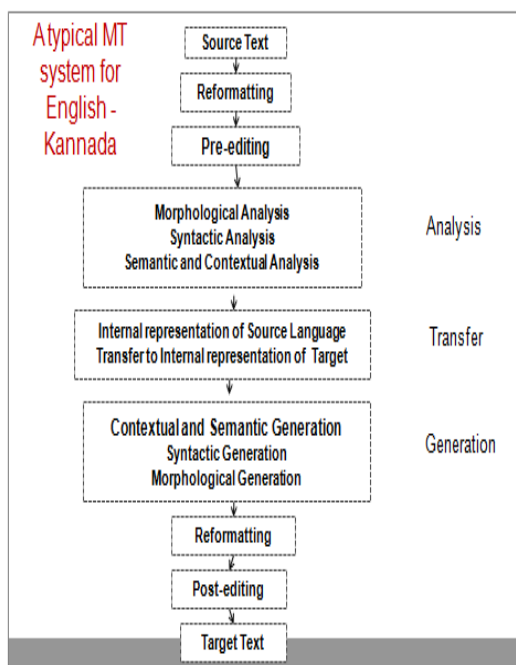 A typical MT
system for
English -
Kannada
Source Text
Reformatting
Pre-editing
Morphological Analysis
Syntactic Analysis
Semantic and Contextual Analysis
Analysis
Internal representation of Source Language
Transfer to Internal representation of Target
Transfer
Contextual and Semantic Generation
Syntactic Generation
Morphological Generation
Generation
Reformatting
Post-editing
Target Text